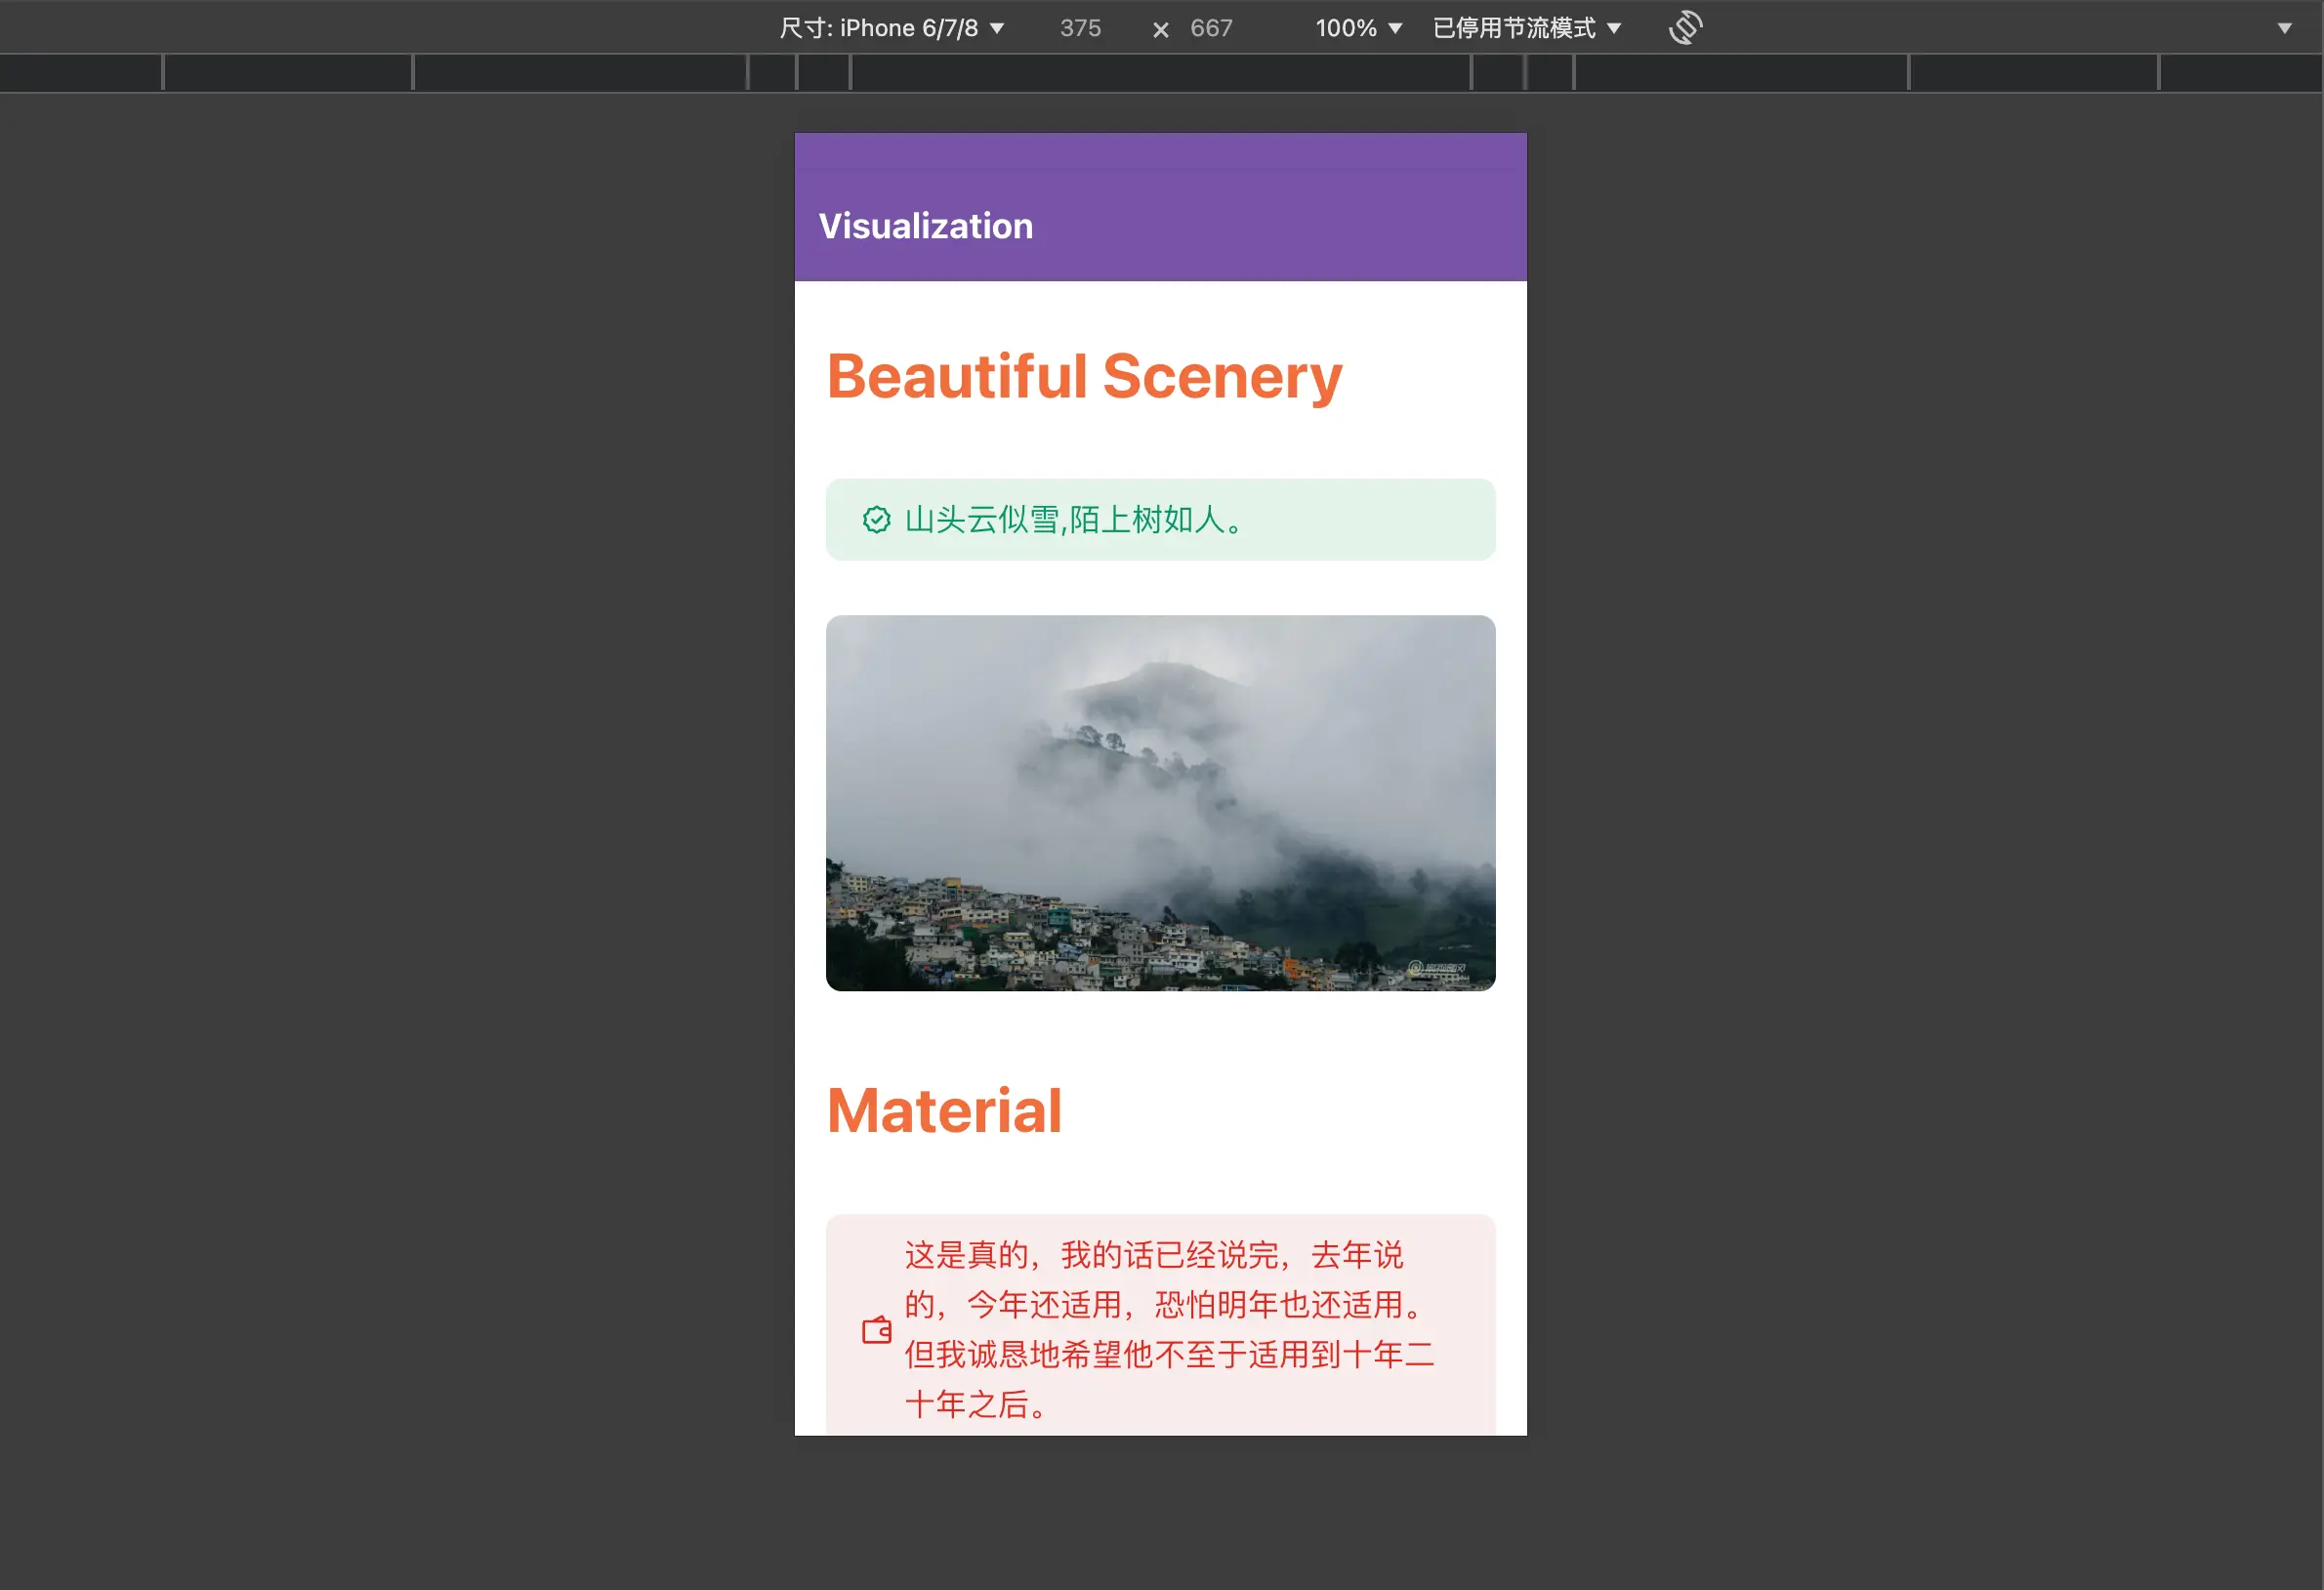 尺寸: iPhone 6/7/8 ▼ 375 × 667 100% ▼ 已停用节流模式 ▼
Visualization
Beautiful Scenery
山头云似雪,陌上树如人。
Material
这是真的，我的话已经说完，去年说
的，今年还适用，恐怕明年也还适用。
但我诚恳地希望他不至于适用到十年二
十年之后。